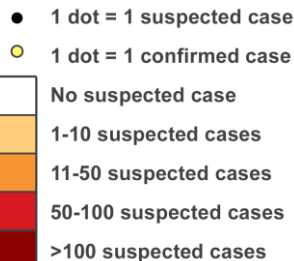 1 dot = 1 suspected case
1 dot = 1 confirmed case
No suspected case
1-10 suspected cases
11-50 suspected cases
50-100 suspected cases
>100 suspected cases